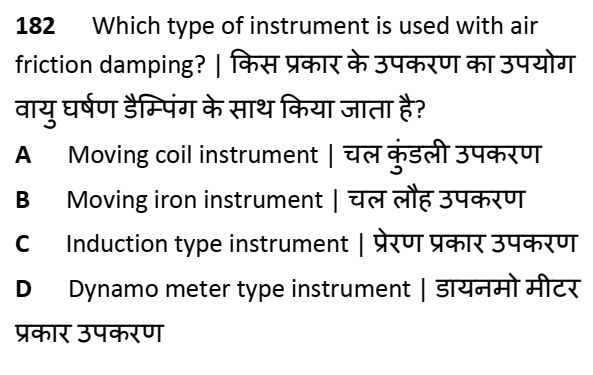 182 Which type of instrument is used with air
friction damping? | किस प्रकार के उपकरण का उपयोग
वायु घर्षण डैम्पिंग के साथ किया जाता है?
A Moving coil instrument | चल कुंडली उपकरण
B Moving iron instrument | चल लौह उपकरण
C Induction type instrument | प्रेरण प्रकार उपकरण
D Dynamo meter type instrument | डायनमो मीटर
प्रकार उपकरण